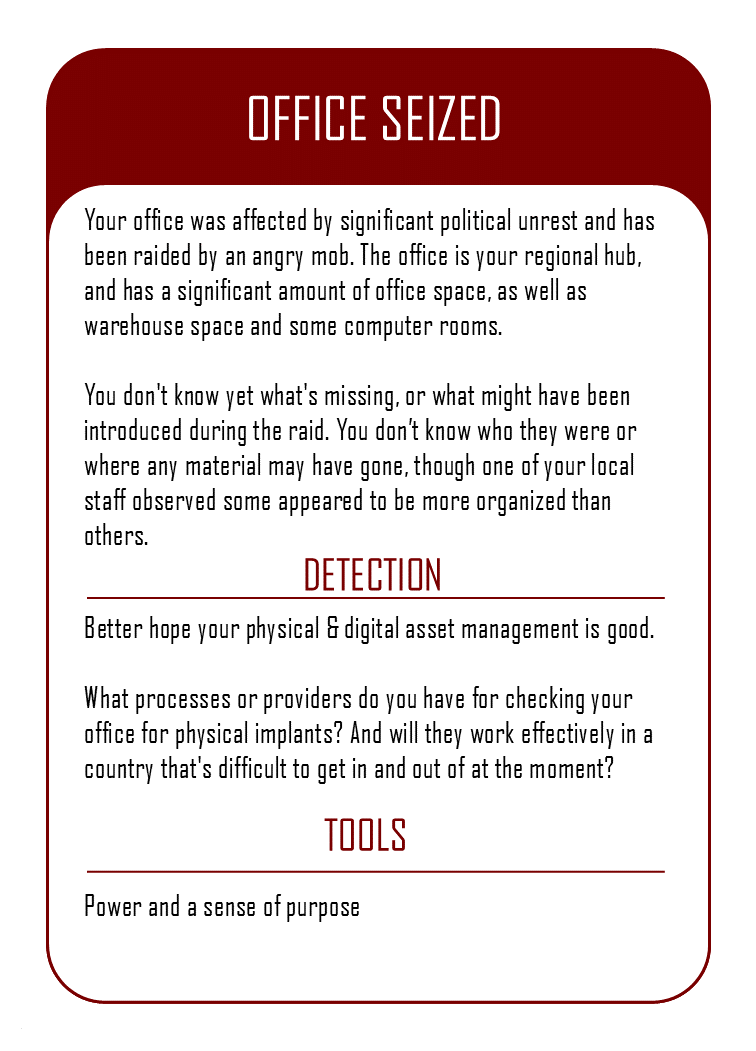 OFFICE SEIZED
Your office was affected by significant political unrest and has
been raided by an angry mob. The office is your regional hub,
and has a significant amount of office space, as well as
warehouse space and some computer rooms.
You don't know yet what's missing, or what might have been
introduced during the raid. You don’t know who they were or
where any material may have gone, though one of your local
staff observed some appeared to be more organized than
others.
DETECTION
Better hope your physical & digital asset management is good.
What processes or providers do you have for checking your
office for physical implants? And will they work effectively in a
country that's difficult to get in and out of at the moment?
TOOLS
Power and a sense of purpose